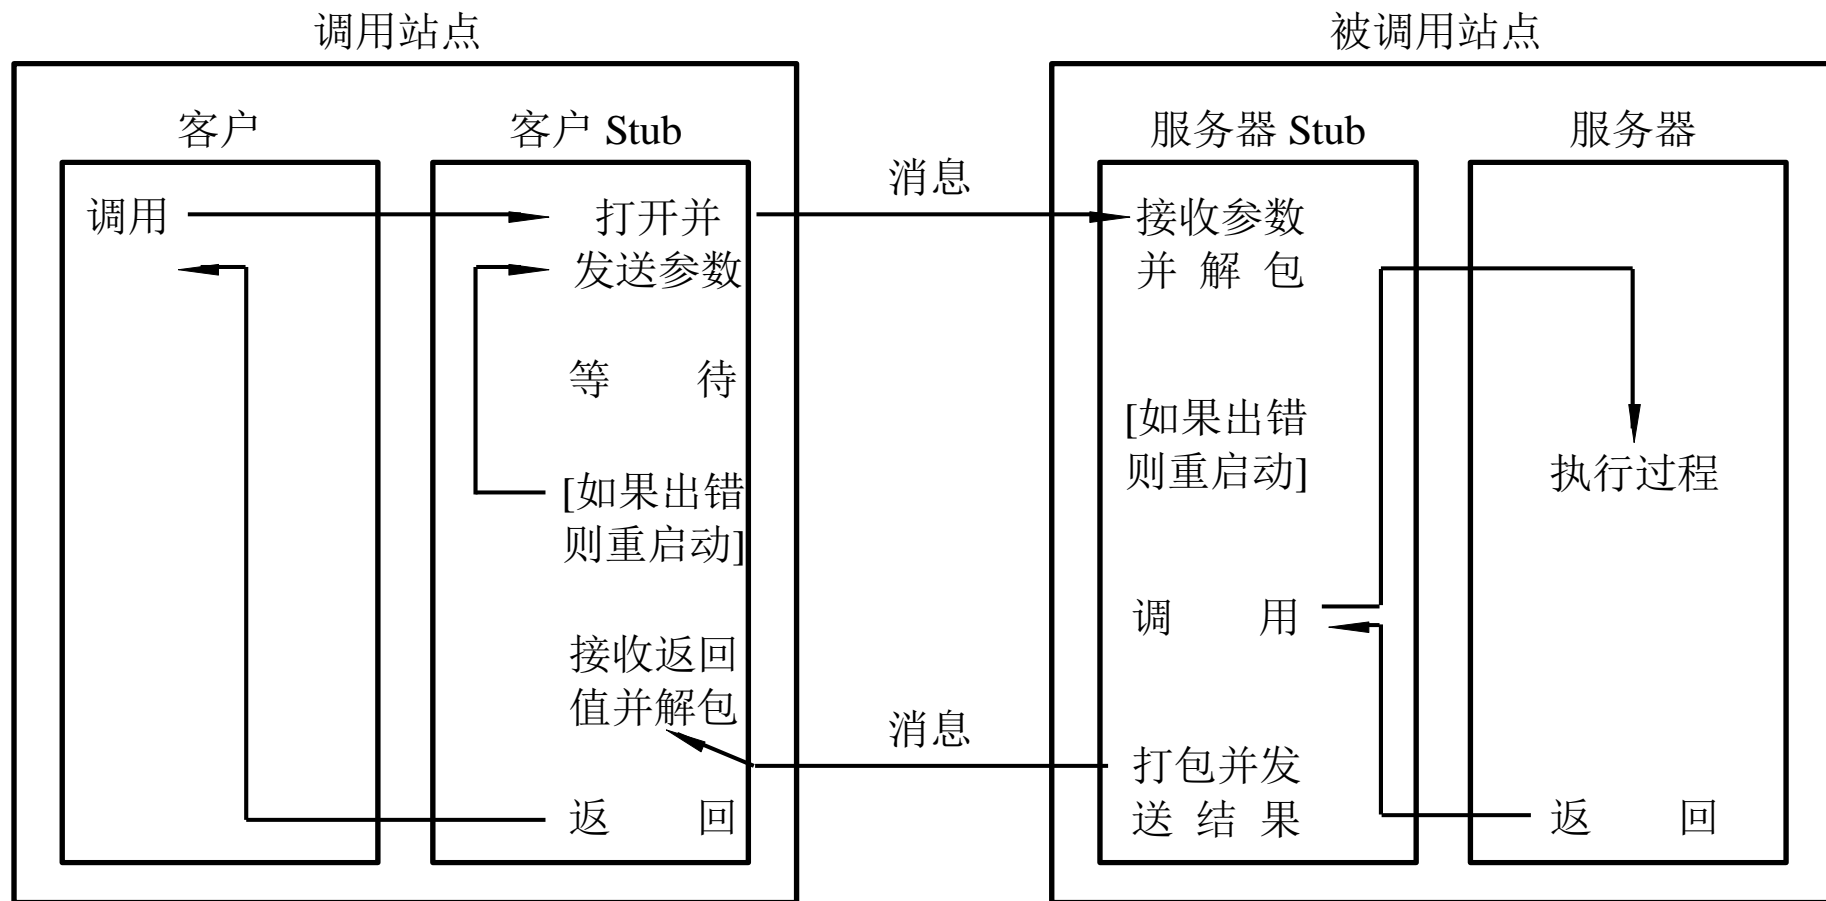 调用站点
被调用站点
客户
客户 Stub
服务器 Stub
服务器
消息
调用
打开并
发送参数
等 待
[如果出错
则重启动]
接收返回
值并解包
返 回
接收参数
并 解 包
[如果出错
则重启动]
调 用
打包并发
送 结 果
执行过程
返 回
消息